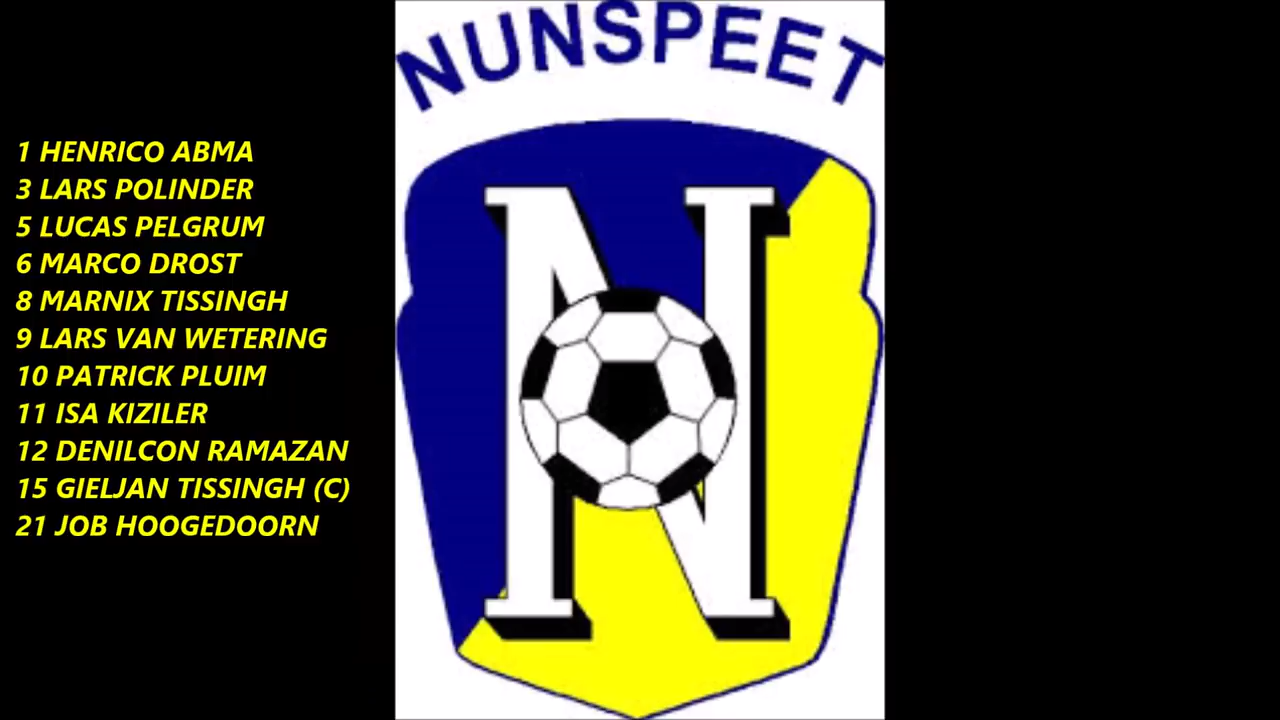 NUNSPEET
1 HENRICO ABMA
3 LARS POLINDER
5 LUCAS PELGRUM
6 MARCO DROST
8 MARNIX TISSINGH
9 LARS VAN WETERING
10 PATRICK PLUIM
11 ISA KIZILER
12 DENILCON RAMAZAN
15 GIELJAN TISSINGH (C)
21 JOB HOOGEDOORN
N